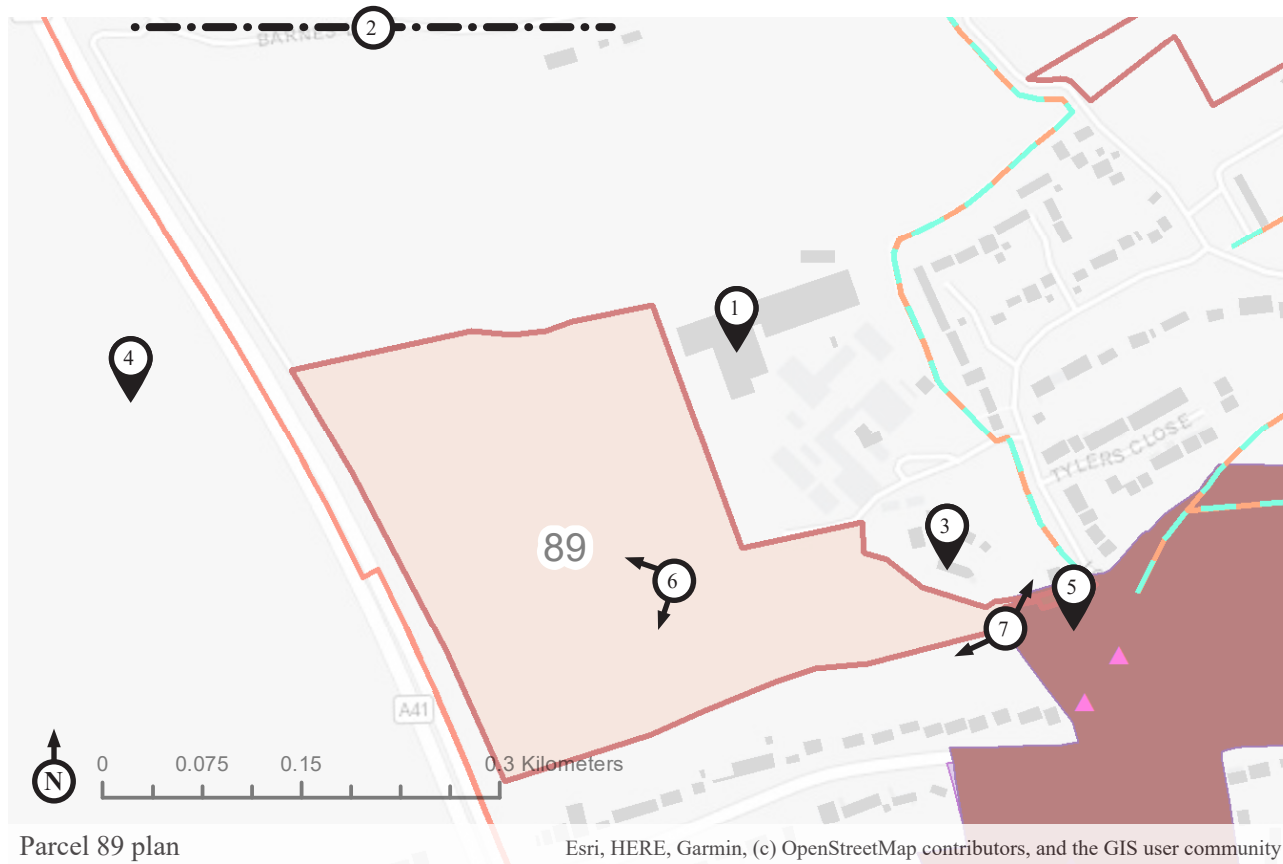 2
BARNES
1
4
TYLERS CLOSE
3
89
6
5
7
A41
N
0 0.075 0.15 0.3 Kilometers
Parcel 89 plan
Esri, HERE, Garmin, (c) OpenStreetMap contributors, and the GIS user community